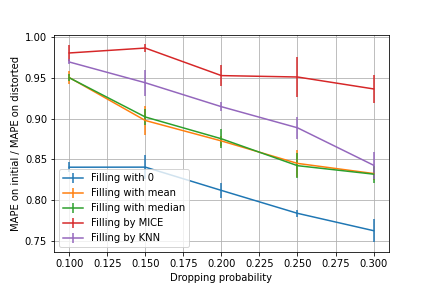 MAPE on initial / MAPE on distorted
1.00
0.95
0.90
0.85
0.80
0.75
Filling with 0
Filling with mean
Filling with median
Filling by MICE
Filling by KNN
0.100 0.125 0.150 0.175 0.200 0.225 0.250 0.275 0.300
Dropping probability